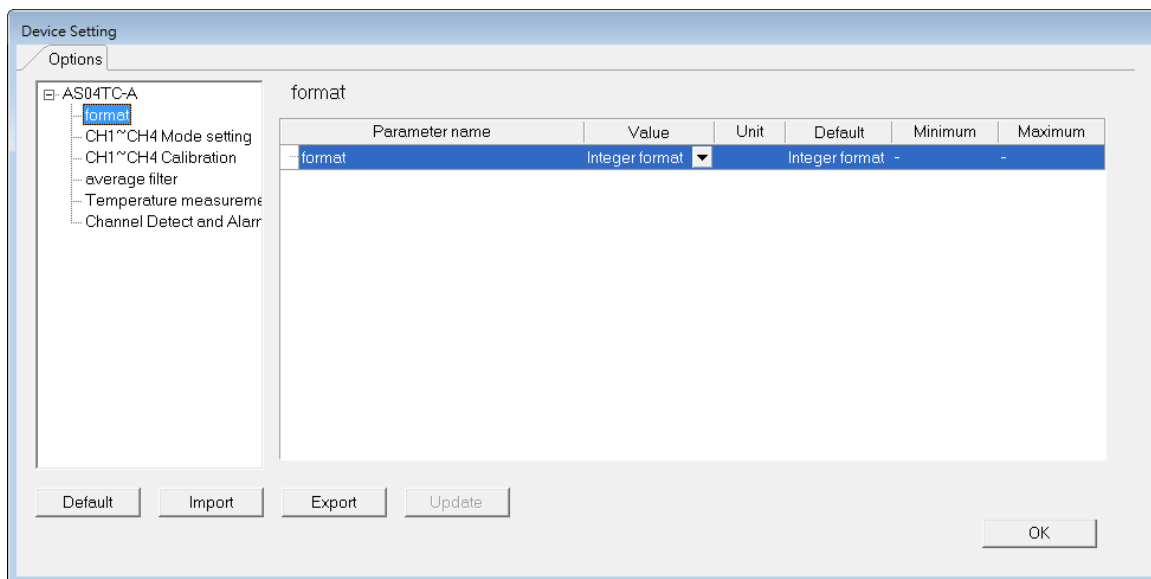 Device Setting
Options
AS04TC-A
format
CH1~CH4 Mode setting
CH1~CH4 Calibration
average filter
Temperature measureme
Channel Detect and Alarr
format
Parameter name Value Unit Default Minimum Maximum
format Integer format Integer format - -
Default Import Export Update
OK